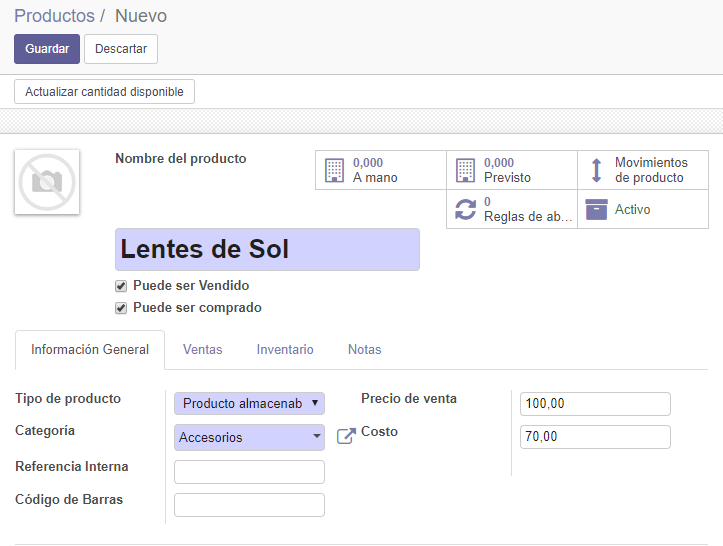 Productos / Nuevo
Guardar Descartar
Actualizar cantidad disponible
Nombre del producto
0,000
A mano
0,000
Previsto
Movimientos
de producto
0
Reglas de ab...
Activo
Lentes de Sol
Puede ser Vendido
Puede ser comprado
Información General Ventas Inventario Notas
Tipo de producto Producto almacenab
Categoría Accesorios
Referencia Interna
Código de Barras
Precio de venta 100,00
Costo 70,00